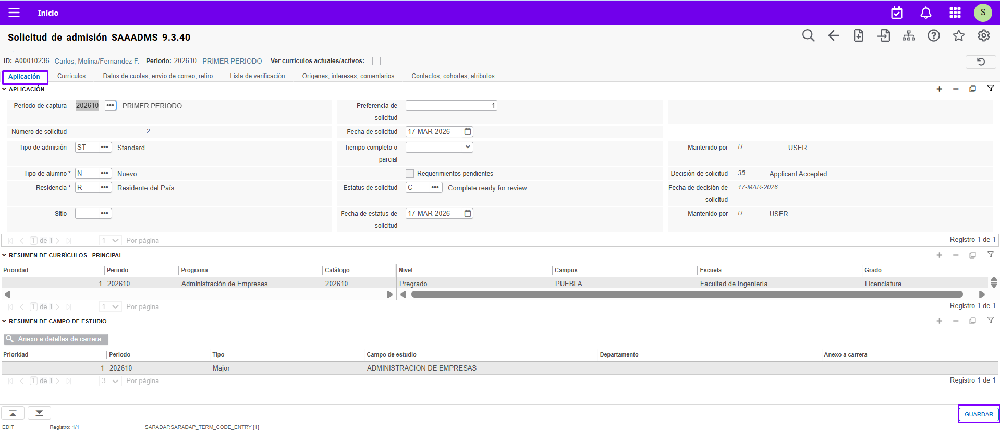 Inicio
S
Solicitud de admisión SAAADMS 9.3.40
ID: A00010236 Carlos, Molina/Fernandez F. Periodo: 202610 PRIMER PERIODO Ver currículos actuales/activos:
Aplicación Currículos Datos de cuotas, envío de correo, retiro Lista de verificación Orígenes, intereses, comentarios Contactos, cohortes, atributos
APLICACIÓN
Periodo de captura 202610 PRIMER PERIODO Preferencia de solicitud 1
Número de solicitud 2 Fecha de solicitud 17-MAR-2026
Tipo de admisión ST Standard Tiempo completo o parcial Mantenido por U USER
Tipo de alumno * N Nuevo Requerimientos pendientes Decisión de solicitud 35 Applicant Accepted
Residencia * R Residente del País Estatus de solicitud C Complete ready for review Fecha de decisión de solicitud 17-MAR-2026
Sitio Fecha de estatus de solicitud 17-MAR-2026 Mantenido por U USER
1 de 1 1 Por página Registro 1 de 1
RESUMEN DE CURRÍCULOS - PRINCIPAL
Prioridad Periodo Programa Catálogo Nivel Campus Escuela Grado
1 202610 Administración de Empresas 202610 Pregrado PUEBLA Facultad de Ingeniería Licenciatura
1 de 1 1 Por página Registro 1 de 1
RESUMEN DE CAMPO DE ESTUDIO
Anexo a detalles de carrera
Prioridad Periodo Tipo Campo de estudio Departamento Anexo a carrera
1 202610 Major ADMINISTRACION DE EMPRESAS
1 de 1 3 Por página Registro 1 de 1
GUARDAR
EDIT Registro: 1/1 SARADAP.SARADAP_TERM_CODE_ENTRY [1]